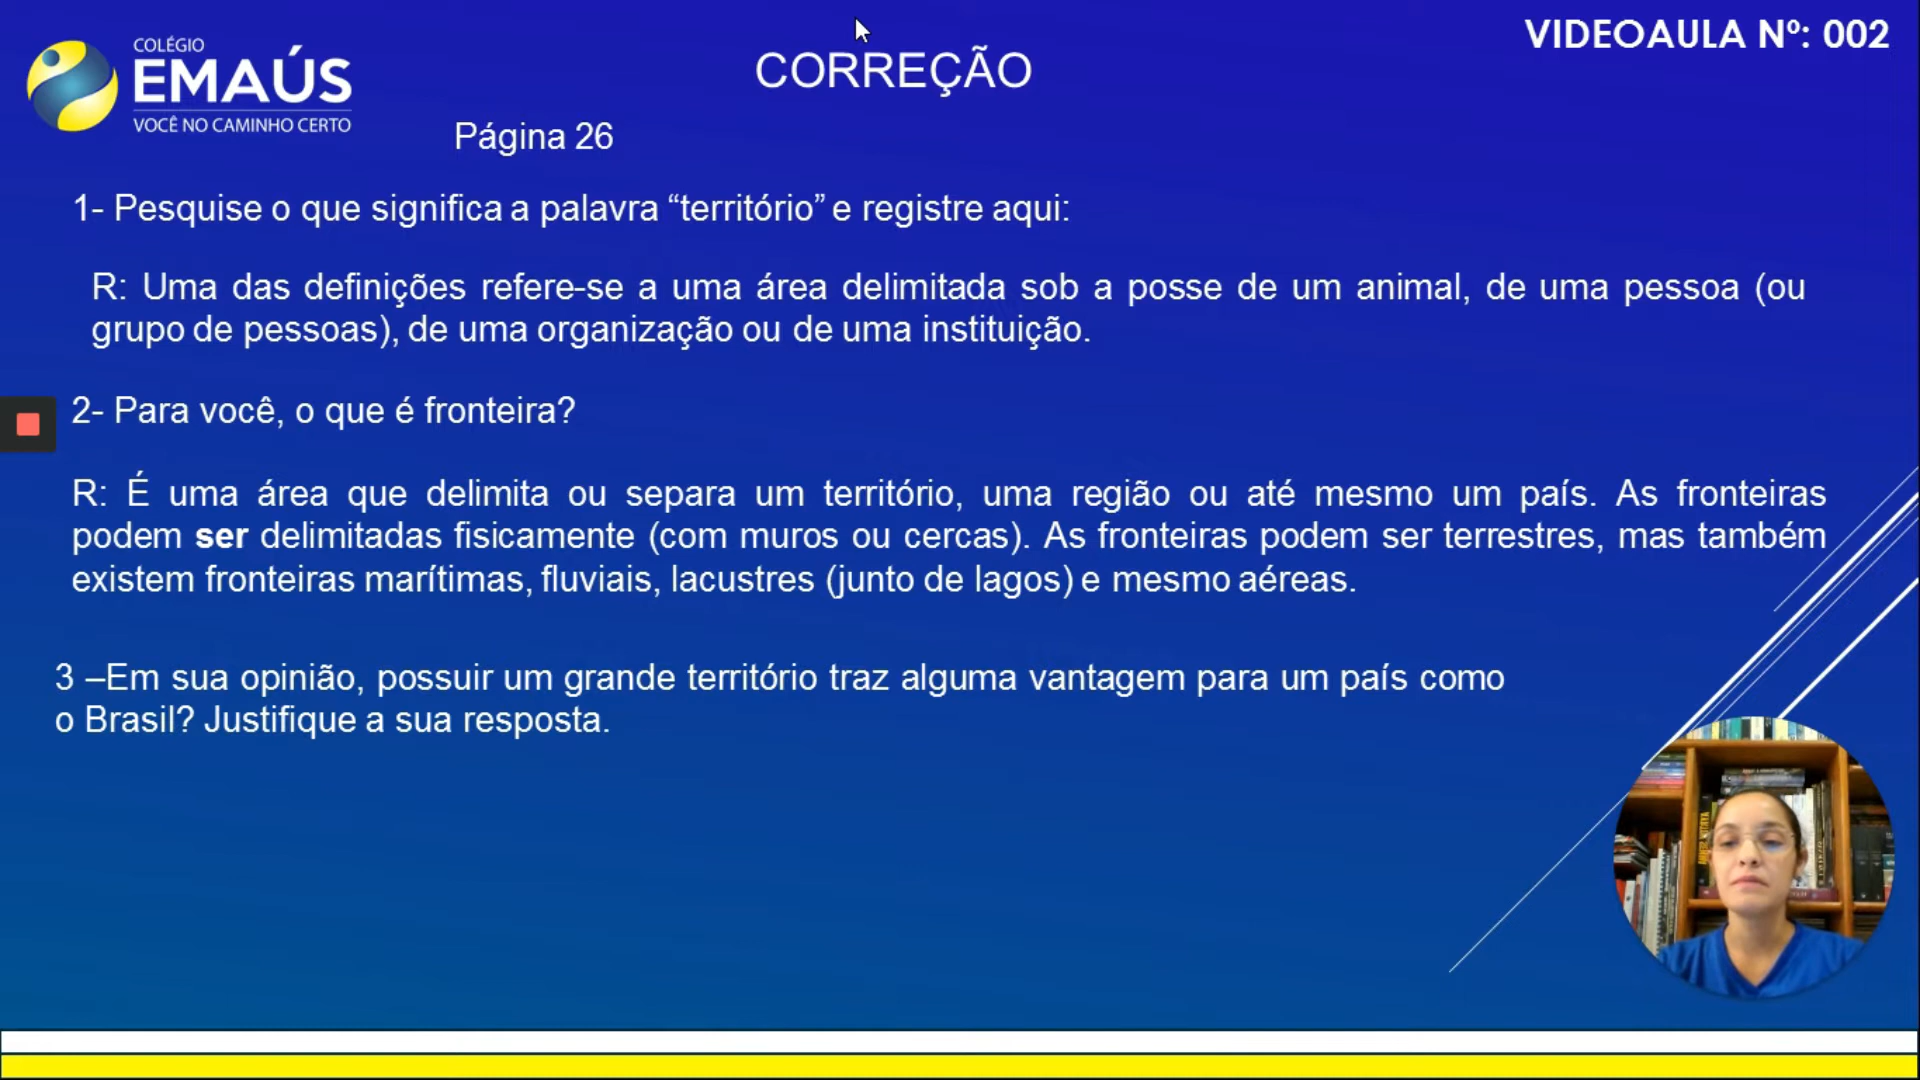 COLÉGIO
EMAÚS
VOCÊ NO CAMINHO CERTO
CORREÇÃO
VIDEOAULA Nº: 002
Página 26
1- Pesquise o que significa a palavra “território” e registre aqui:
R: Uma das definições refere-se a uma área delimitada sob a posse de um animal, de uma pessoa (ou
grupo de pessoas), de uma organização ou de uma instituição.
2- Para você, o que é fronteira?
R: É uma área que delimita ou separa um território, uma região ou até mesmo um país. As fronteiras
podem ser delimitadas fisicamente (com muros ou cercas). As fronteiras podem ser terrestres, mas também
existem fronteiras marítimas, fluviais, lacustres (junto de lagos) e mesmo aéreas.
3 –Em sua opinião, possuir um grande território traz alguma vantagem para um país como
o Brasil? Justifique a sua resposta.